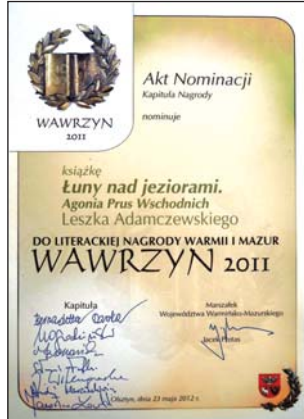 WAWRZYN
2011
Akt Nominacji
Kapituła Nagrody
nominuje
książkę
Łuny nad jeziorami.
Agonia Prus Wschodnich
Leszka Adamczewskiego
DO LITERACKIEJ NAGRODY WARMII I MAZUR
WAWRZYN 2011
Kapituła
Marszałek
Województwa Warmińsko-Mazurskiego
Jacek Protas
Olsztyn, dnia 23 maja 2012 r.